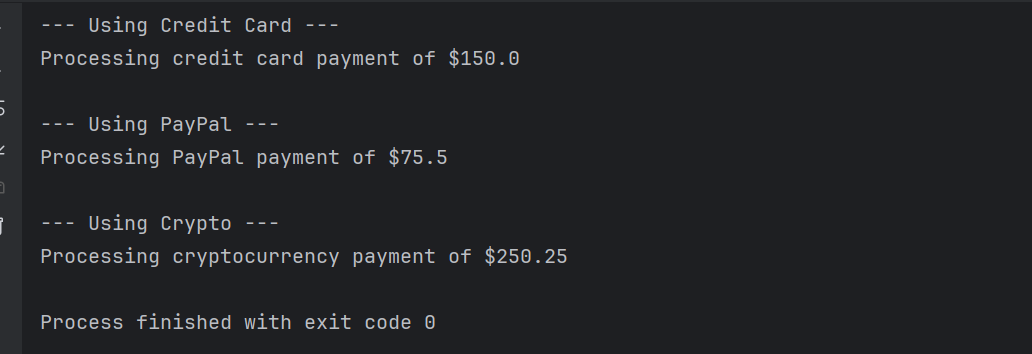 --- Using Credit Card ---
Processing credit card payment of $150.0
--- Using PayPal ---
Processing PayPal payment of $75.5
--- Using Crypto ---
Processing cryptocurrency payment of $250.25
Process finished with exit code 0